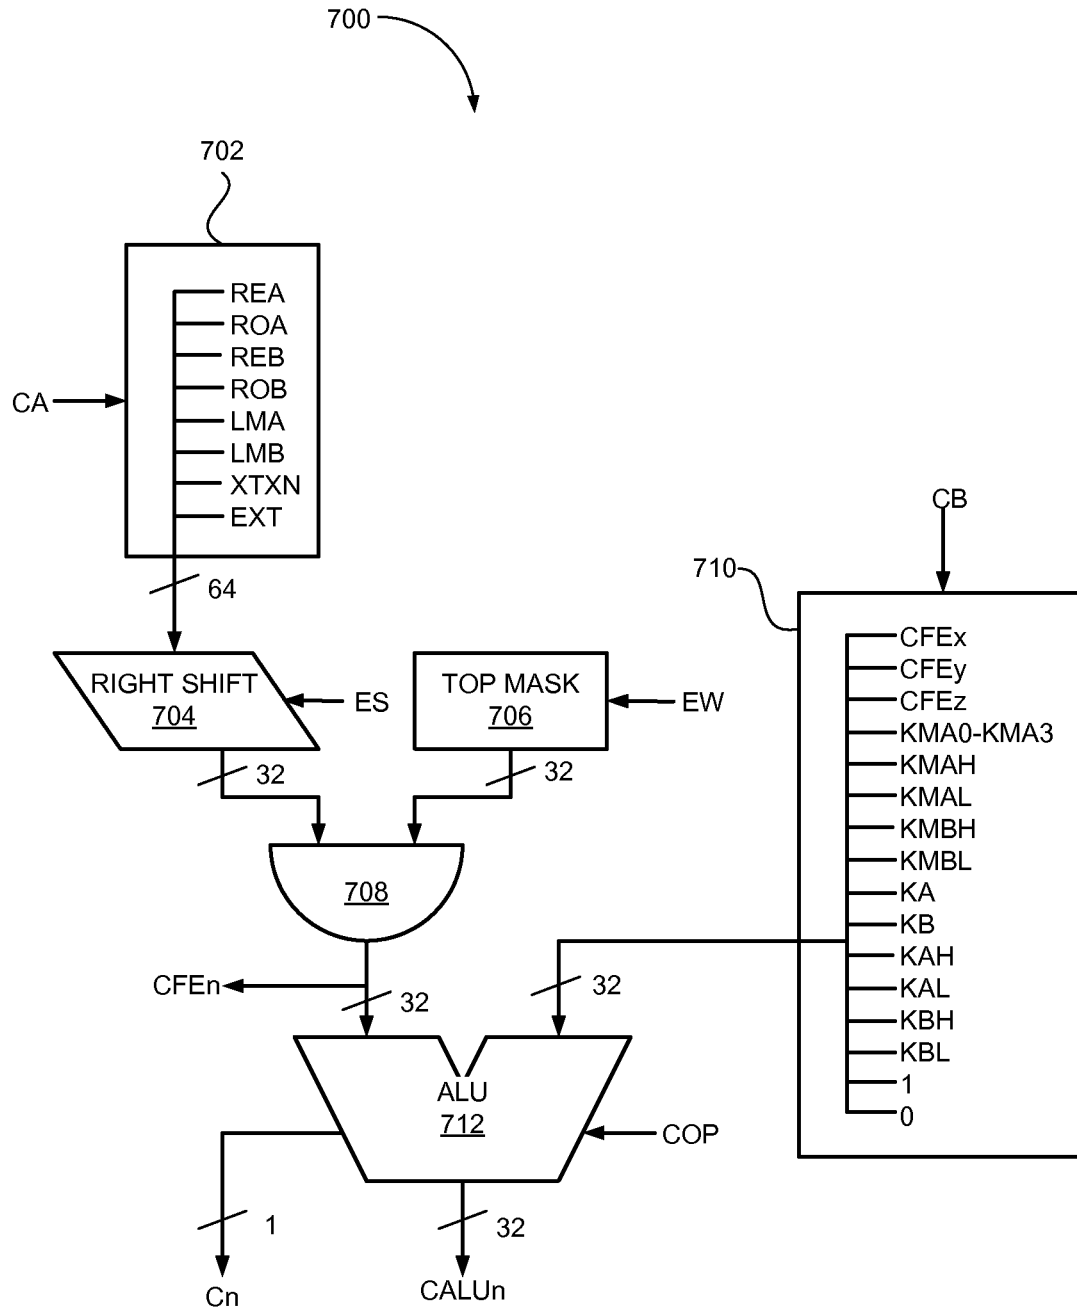 700
702
REA
ROA
REB
ROB
LMA
LMB
XTXN
EXT
CA
64
CB
710
CFEx
CFEy
CFEz
KMA0-KMA3
KMAH
KMAL
KMBH
KMBL
KA
KB
KAH
KAL
KBH
KBL
1
0
RIGHT SHIFT
704
ES
TOP MASK
706
EW
32
32
708
CFEn
32
32
ALU
712
COP
1
32
Cn
CALUn